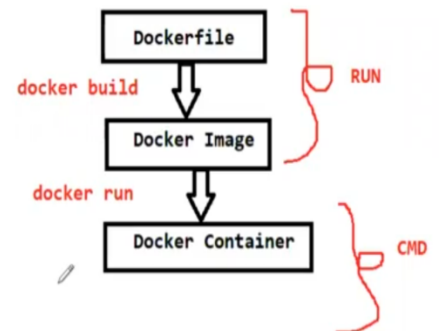 Dockerfile
docker build
RUN
Docker Image
docker run
Docker Container
CMD